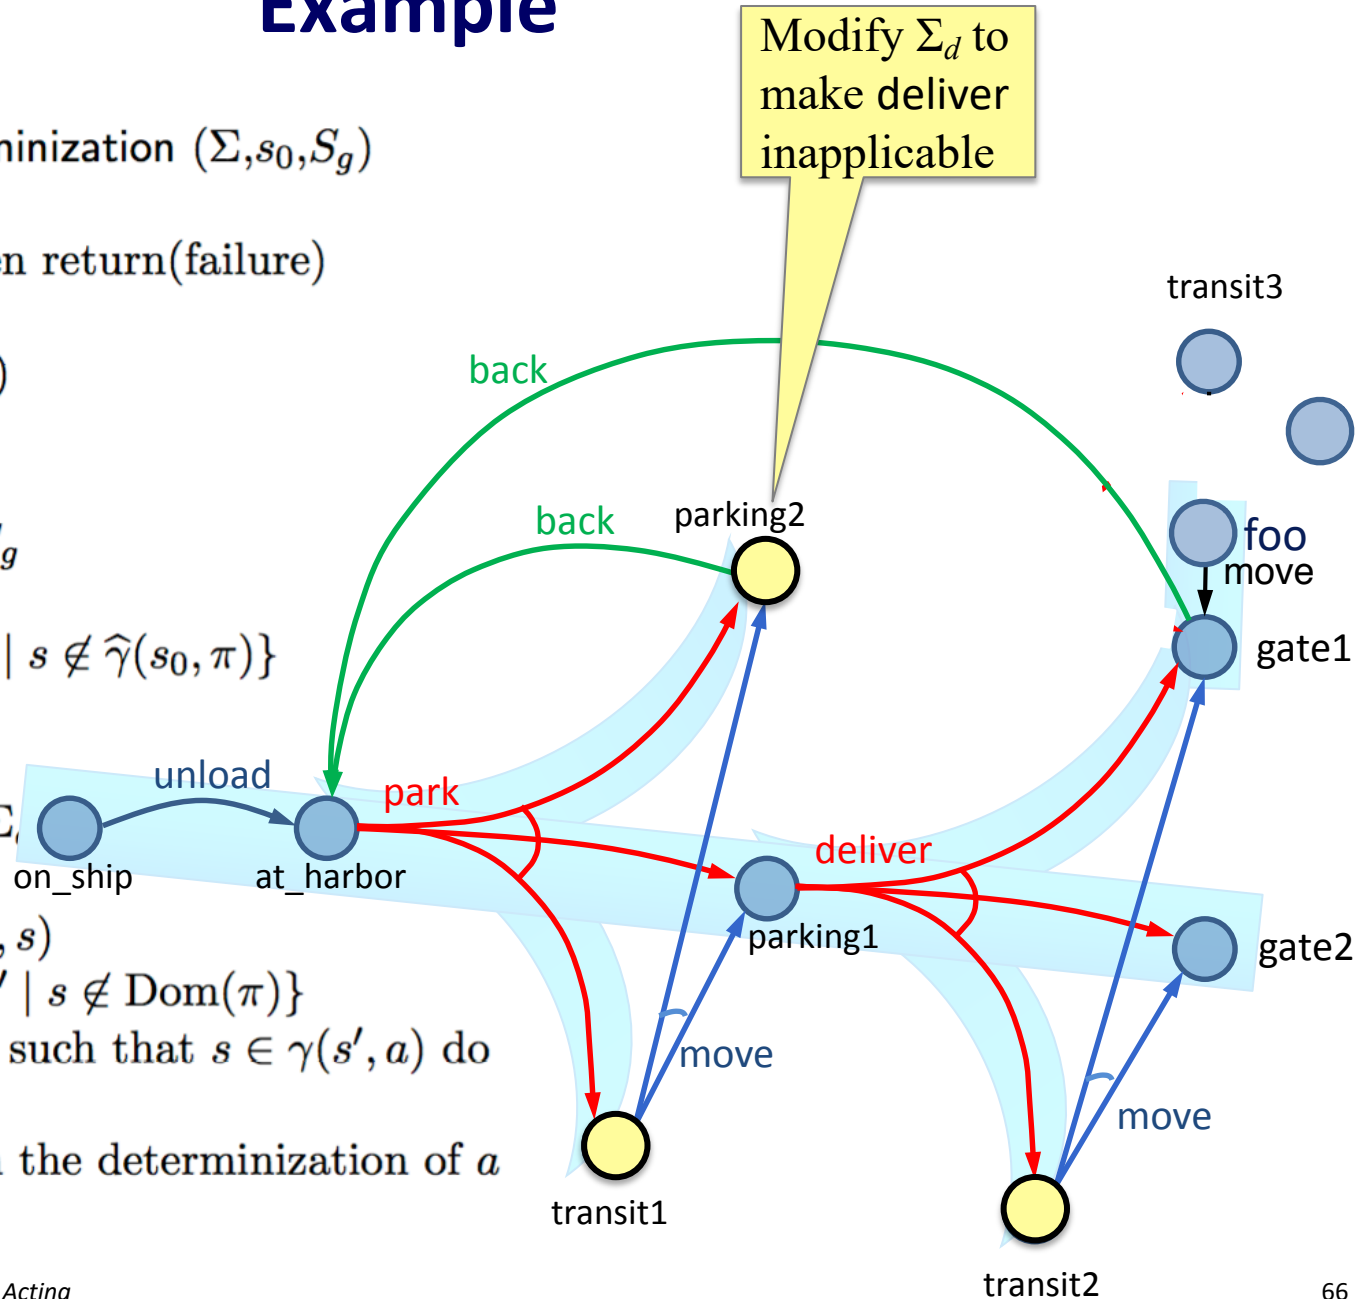 Example
Modify Σd to
make deliver
inapplicable
minization (Σ,s0,Sg)
en return(failure)
)
g
| s ∉ γ̂(s0, π)}
, s)
′ | s ∉ Dom(π)}
such that s ∈ γ(s′, a) do
the determinization of a
transit3
back
back
parking2
foo
move
gate1
unload
park
on_ship
at_harbor
deliver
parking1
gate2
move
move
transit1
transit2
Acting
66